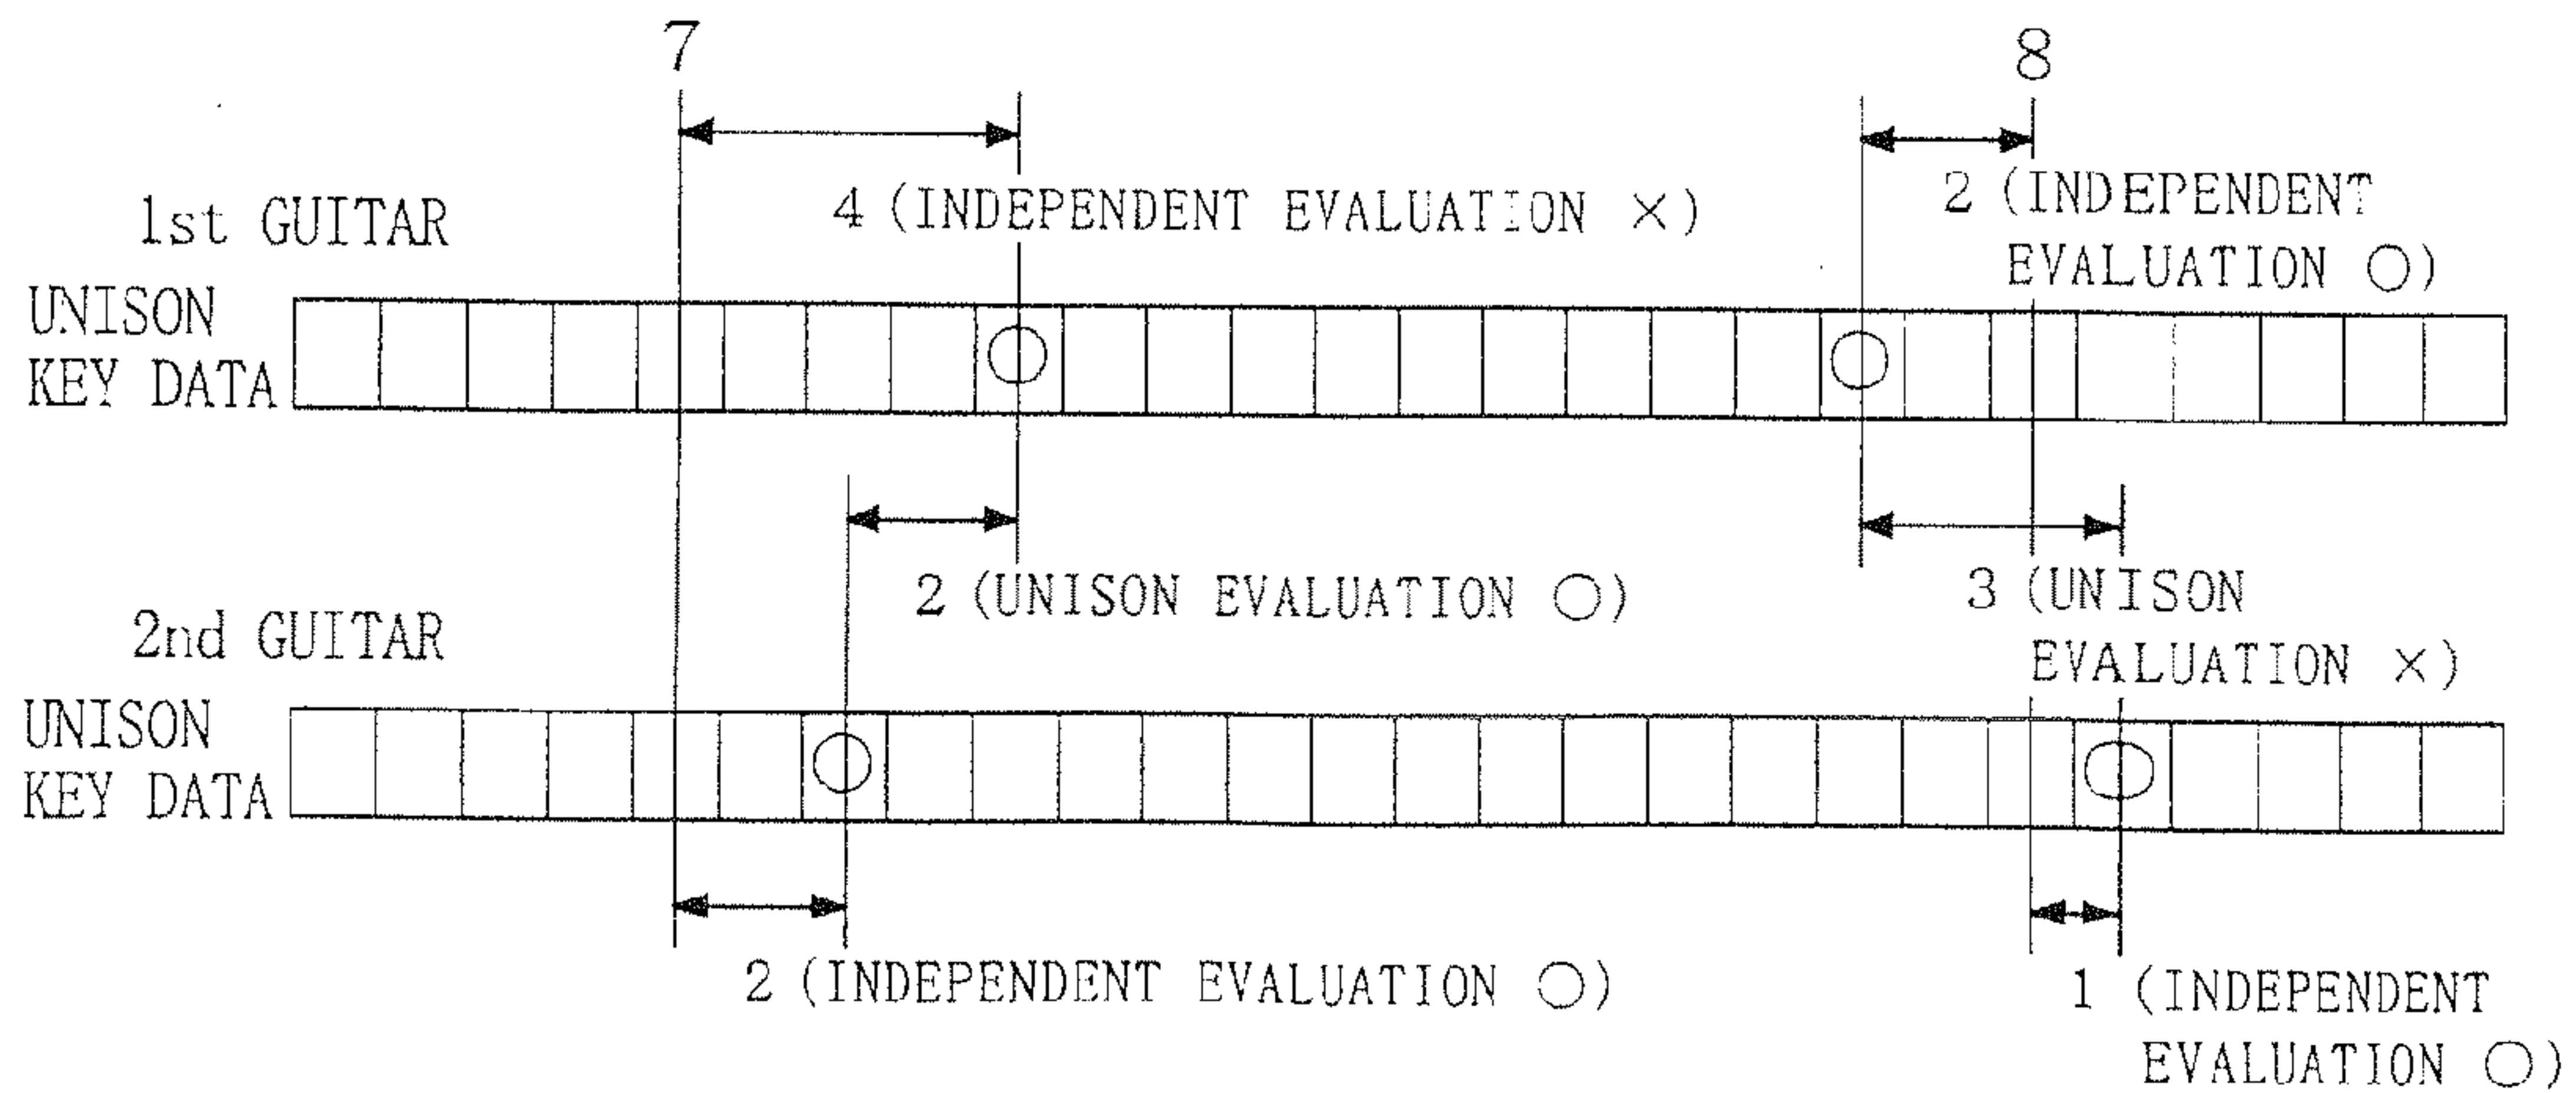 7
8
4 (INDEPENDENT EVALUATION ×)
2 (INDEPENDENT
EVALUATION ○)
1st GUITAR
UNISON
KEY DATA
2 (UNISON EVALUATION ○)
3 (UNISON
EVALUATION ×)
2nd GUITAR
UNISON
KEY DATA
2 (INDEPENDENT EVALUATION ○)
1 (INDEPENDENT
EVALUATION ○)